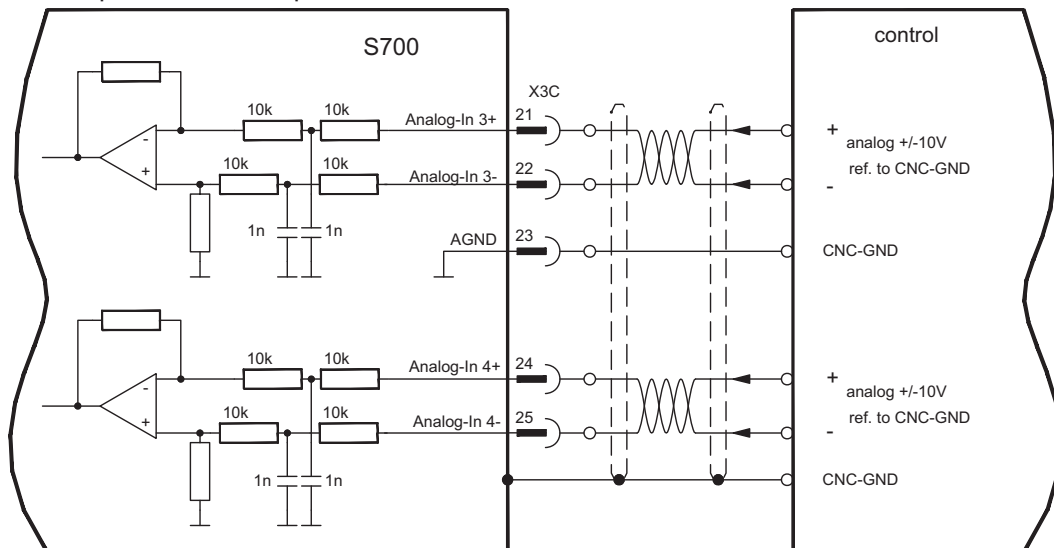 S700
control
X3C
10k
10k
Analog-In 3+
21
+
analog +/-10V
ref. to CNC-GND
-
+
10k
10k
Analog-In 3-
22
-
1n
1n
AGND
23
CNC-GND
10k
10k
Analog-In 4+
24
+
analog +/-10V
ref. to CNC-GND
-
+
10k
10k
Analog-In 4-
25
-
1n
1n
CNC-GND